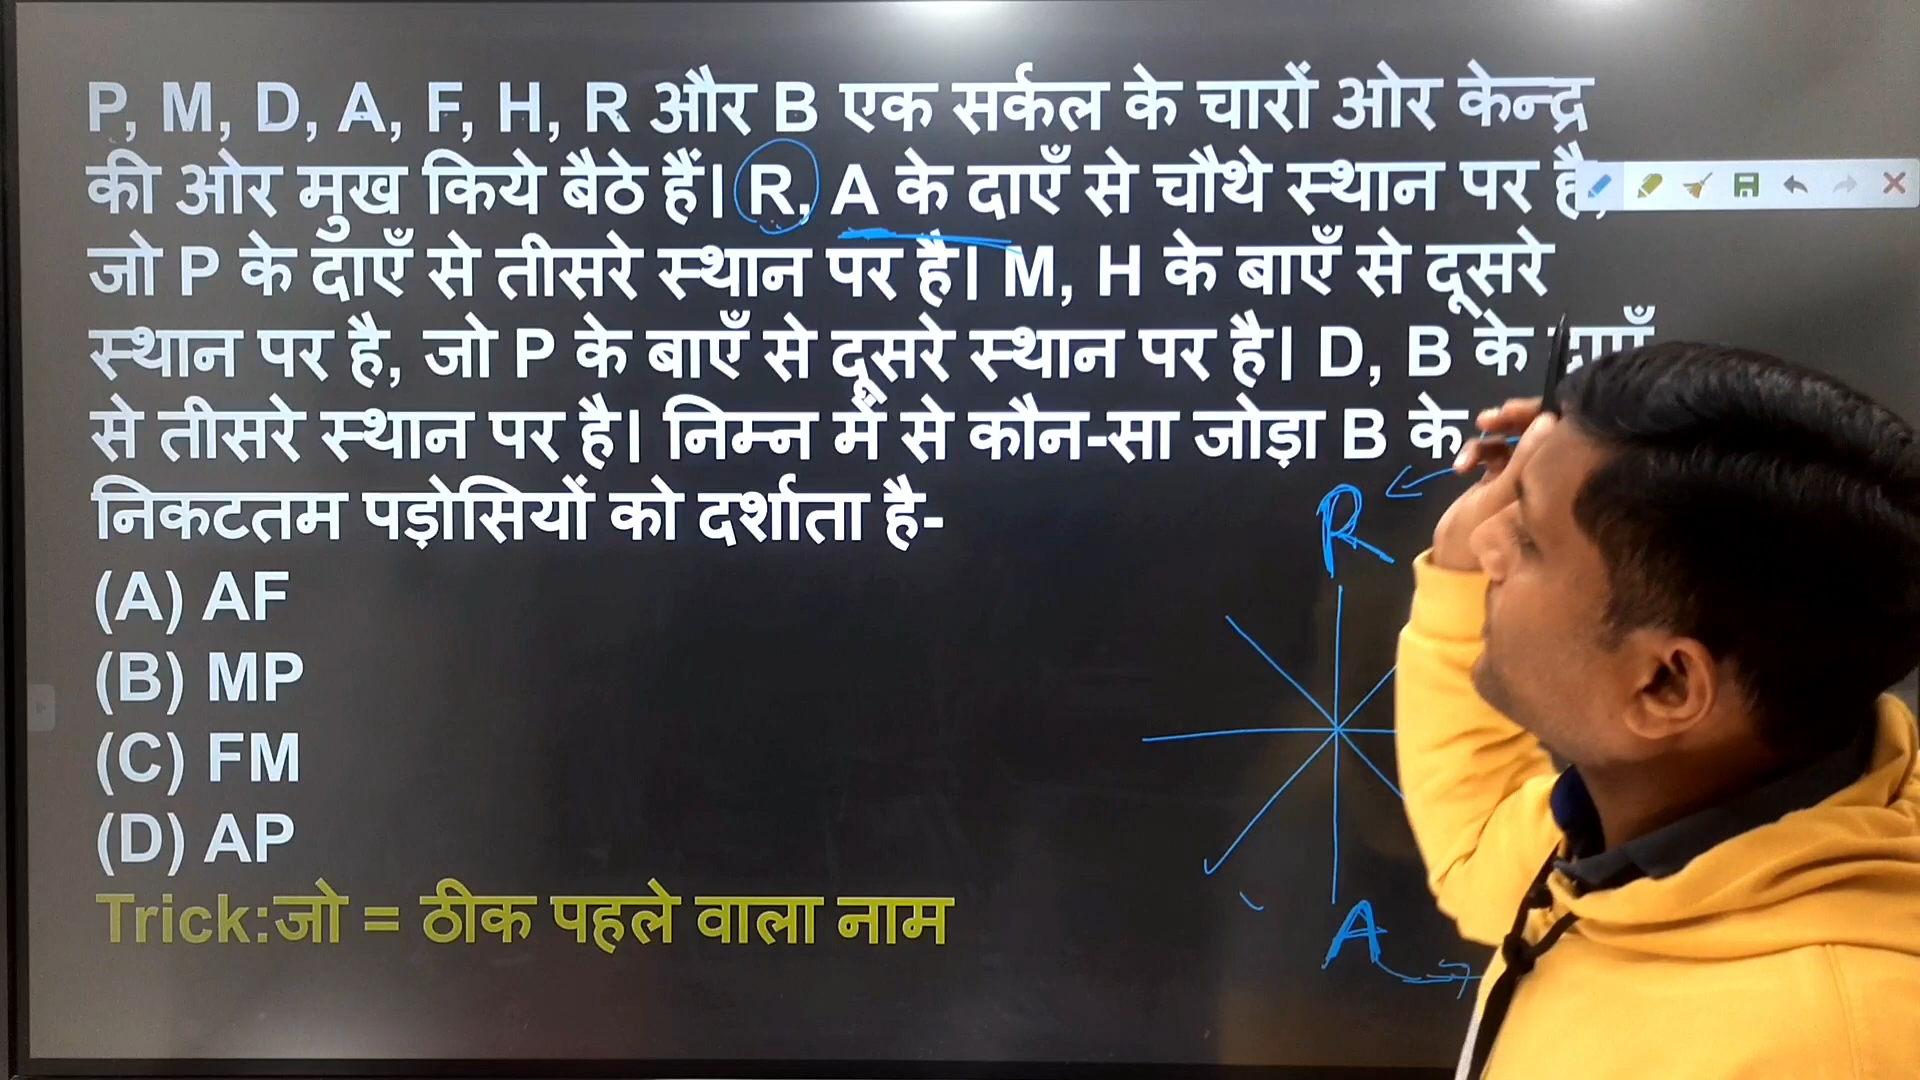 P, M, D, A, F, H, R और B एक सर्कल के चारों ओर केन्द्र
की ओर मुख किये बैठे हैं। R, A के दाएँ से चौथे स्थान पर है,
जो P के दाएँ से तीसरे स्थान पर है। M, H के बाएँ से दूसरे
स्थान पर है, जो P के बाएँ से दूसरे स्थान पर है। D, B के
से तीसरे स्थान पर है। निम्न में से कौन-सा जोड़ा B के
निकटतम पड़ोसियों को दर्शाता है-
(A) AF
(B) MP
(C) FM
(D) AP
Trick:जो = ठीक पहले वाला नाम
R
A